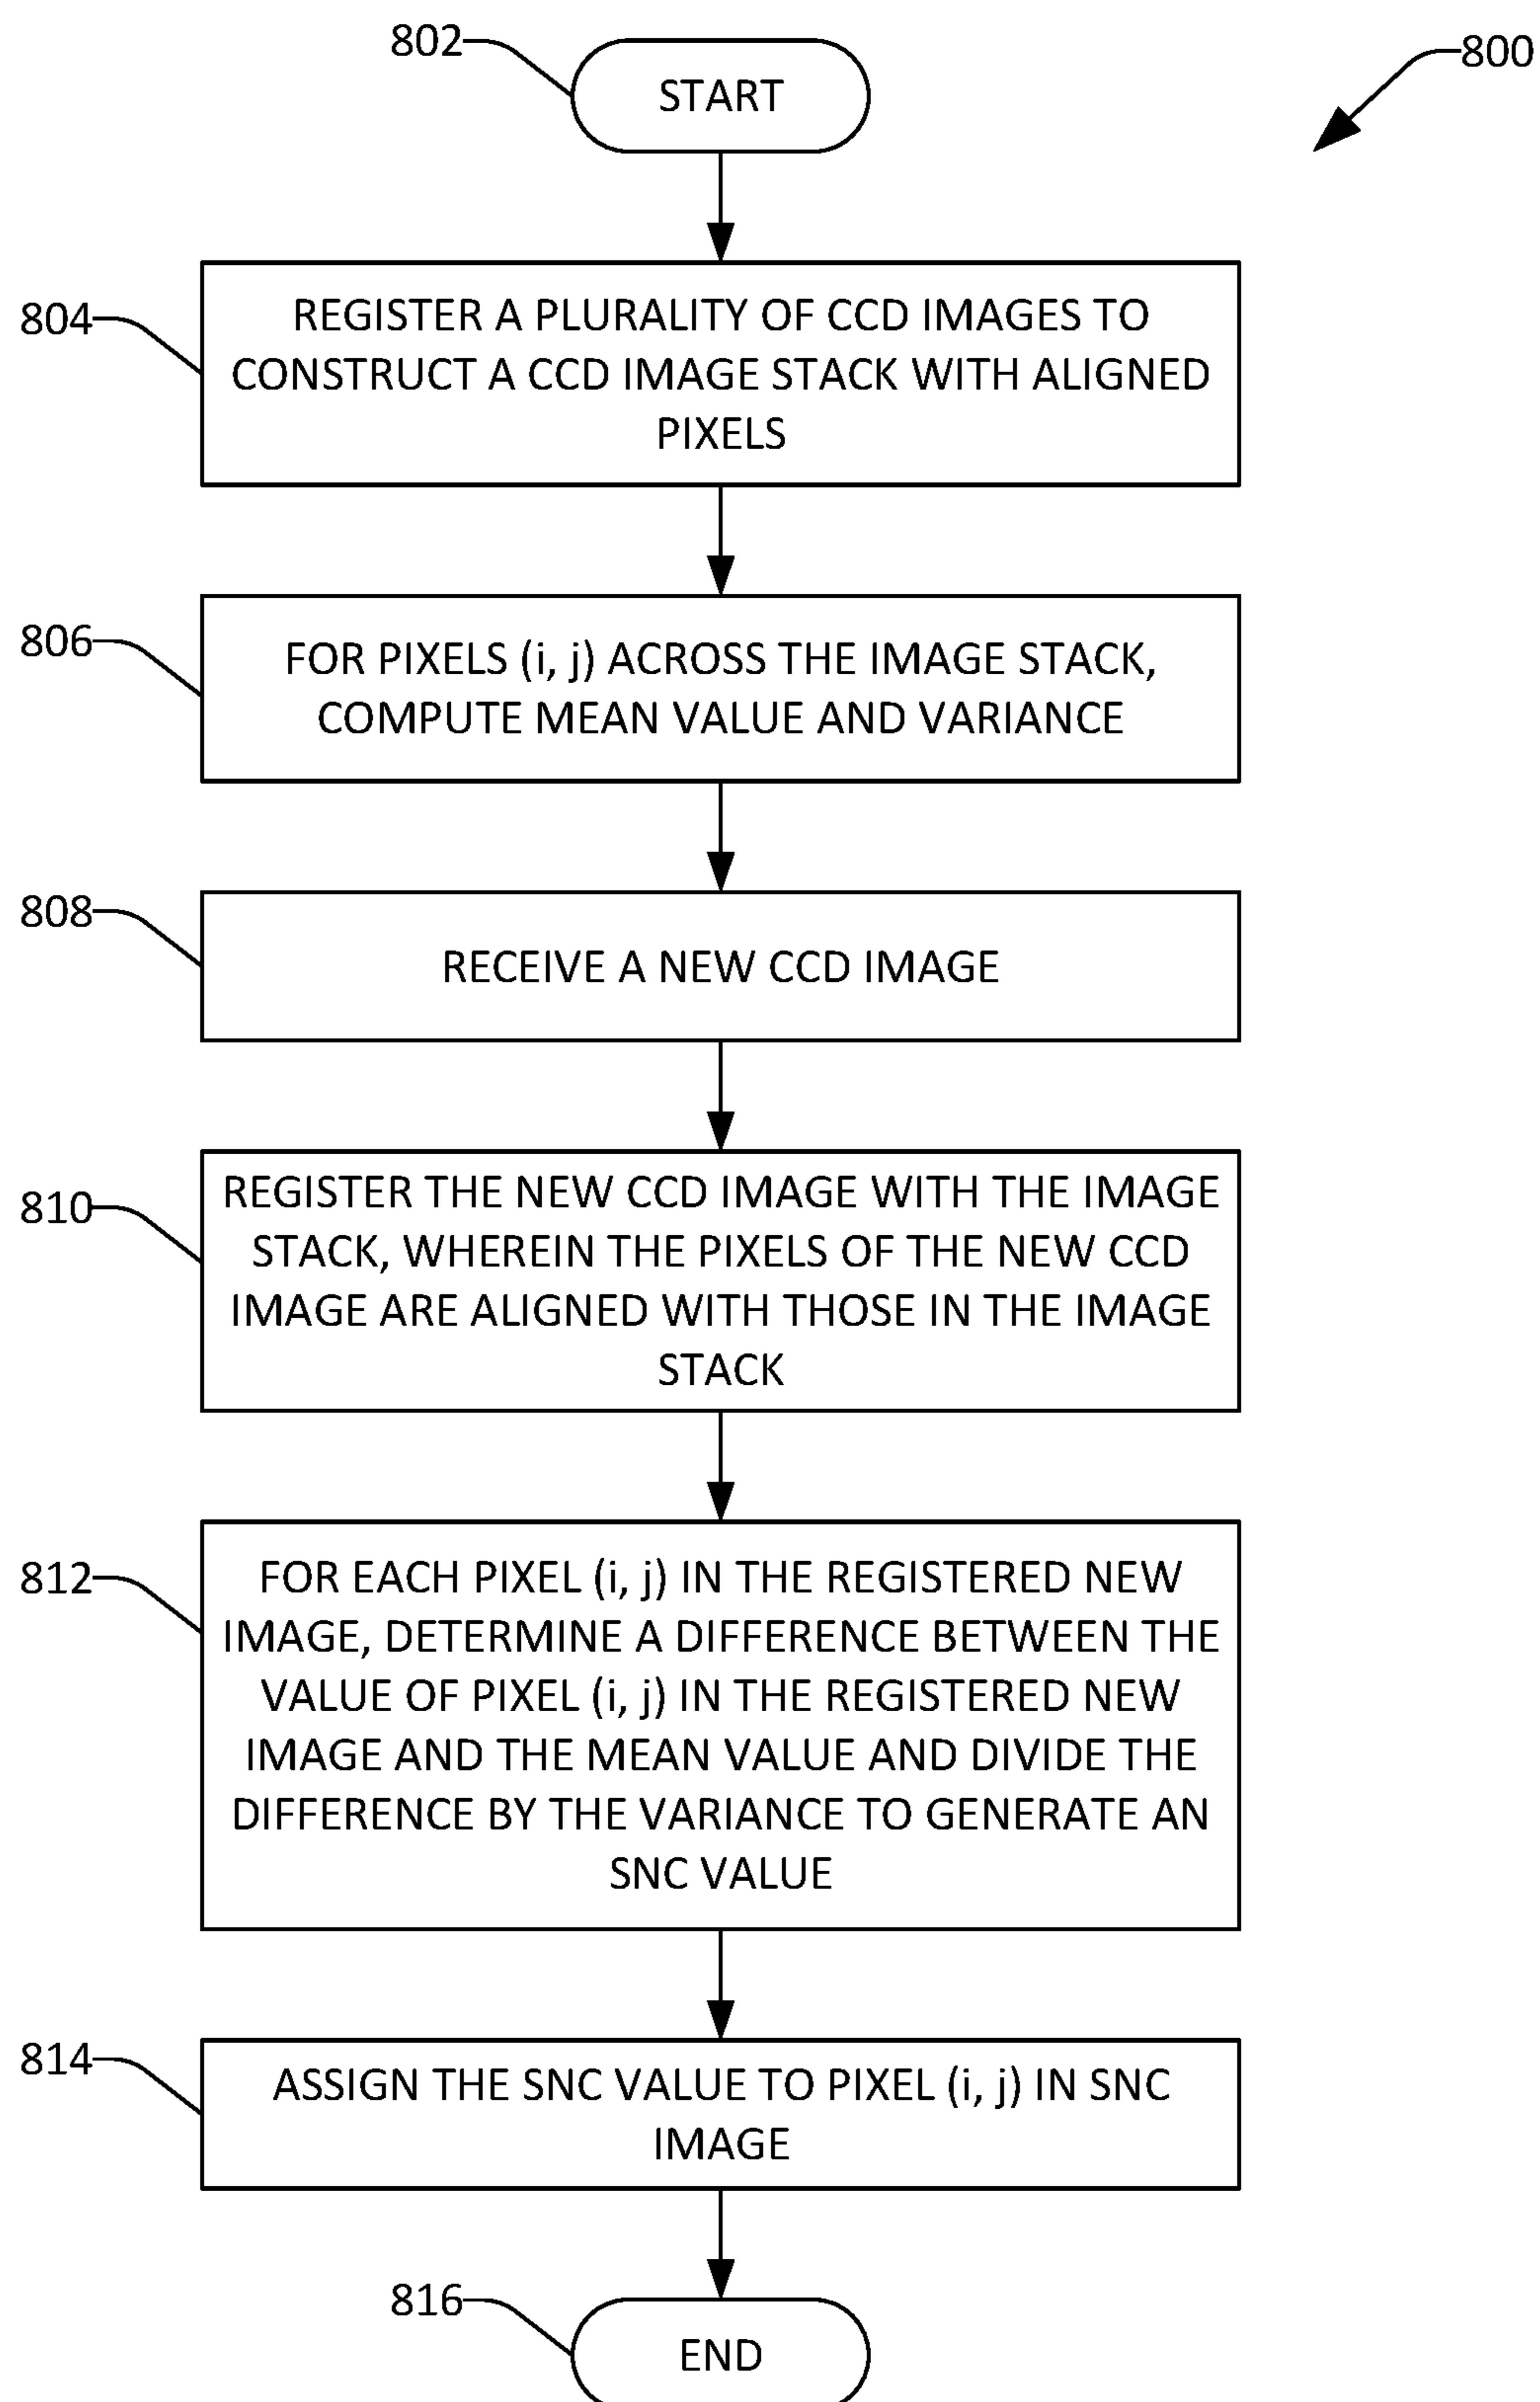 802
START
800
804
REGISTER A PLURALITY OF CCD IMAGES TO
CONSTRUCT A CCD IMAGE STACK WITH ALIGNED
PIXELS
806
FOR PIXELS (i, j) ACROSS THE IMAGE STACK,
COMPUTE MEAN VALUE AND VARIANCE
808
RECEIVE A NEW CCD IMAGE
810
REGISTER THE NEW CCD IMAGE WITH THE IMAGE
STACK, WHEREIN THE PIXELS OF THE NEW CCD
IMAGE ARE ALIGNED WITH THOSE IN THE IMAGE
STACK
812
FOR EACH PIXEL (i, j) IN THE REGISTERED NEW
IMAGE, DETERMINE A DIFFERENCE BETWEEN THE
VALUE OF PIXEL (i, j) IN THE REGISTERED NEW
IMAGE AND THE MEAN VALUE AND DIVIDE THE
DIFFERENCE BY THE VARIANCE TO GENERATE AN
SNC VALUE
814
ASSIGN THE SNC VALUE TO PIXEL (i, j) IN SNC
IMAGE
816
END